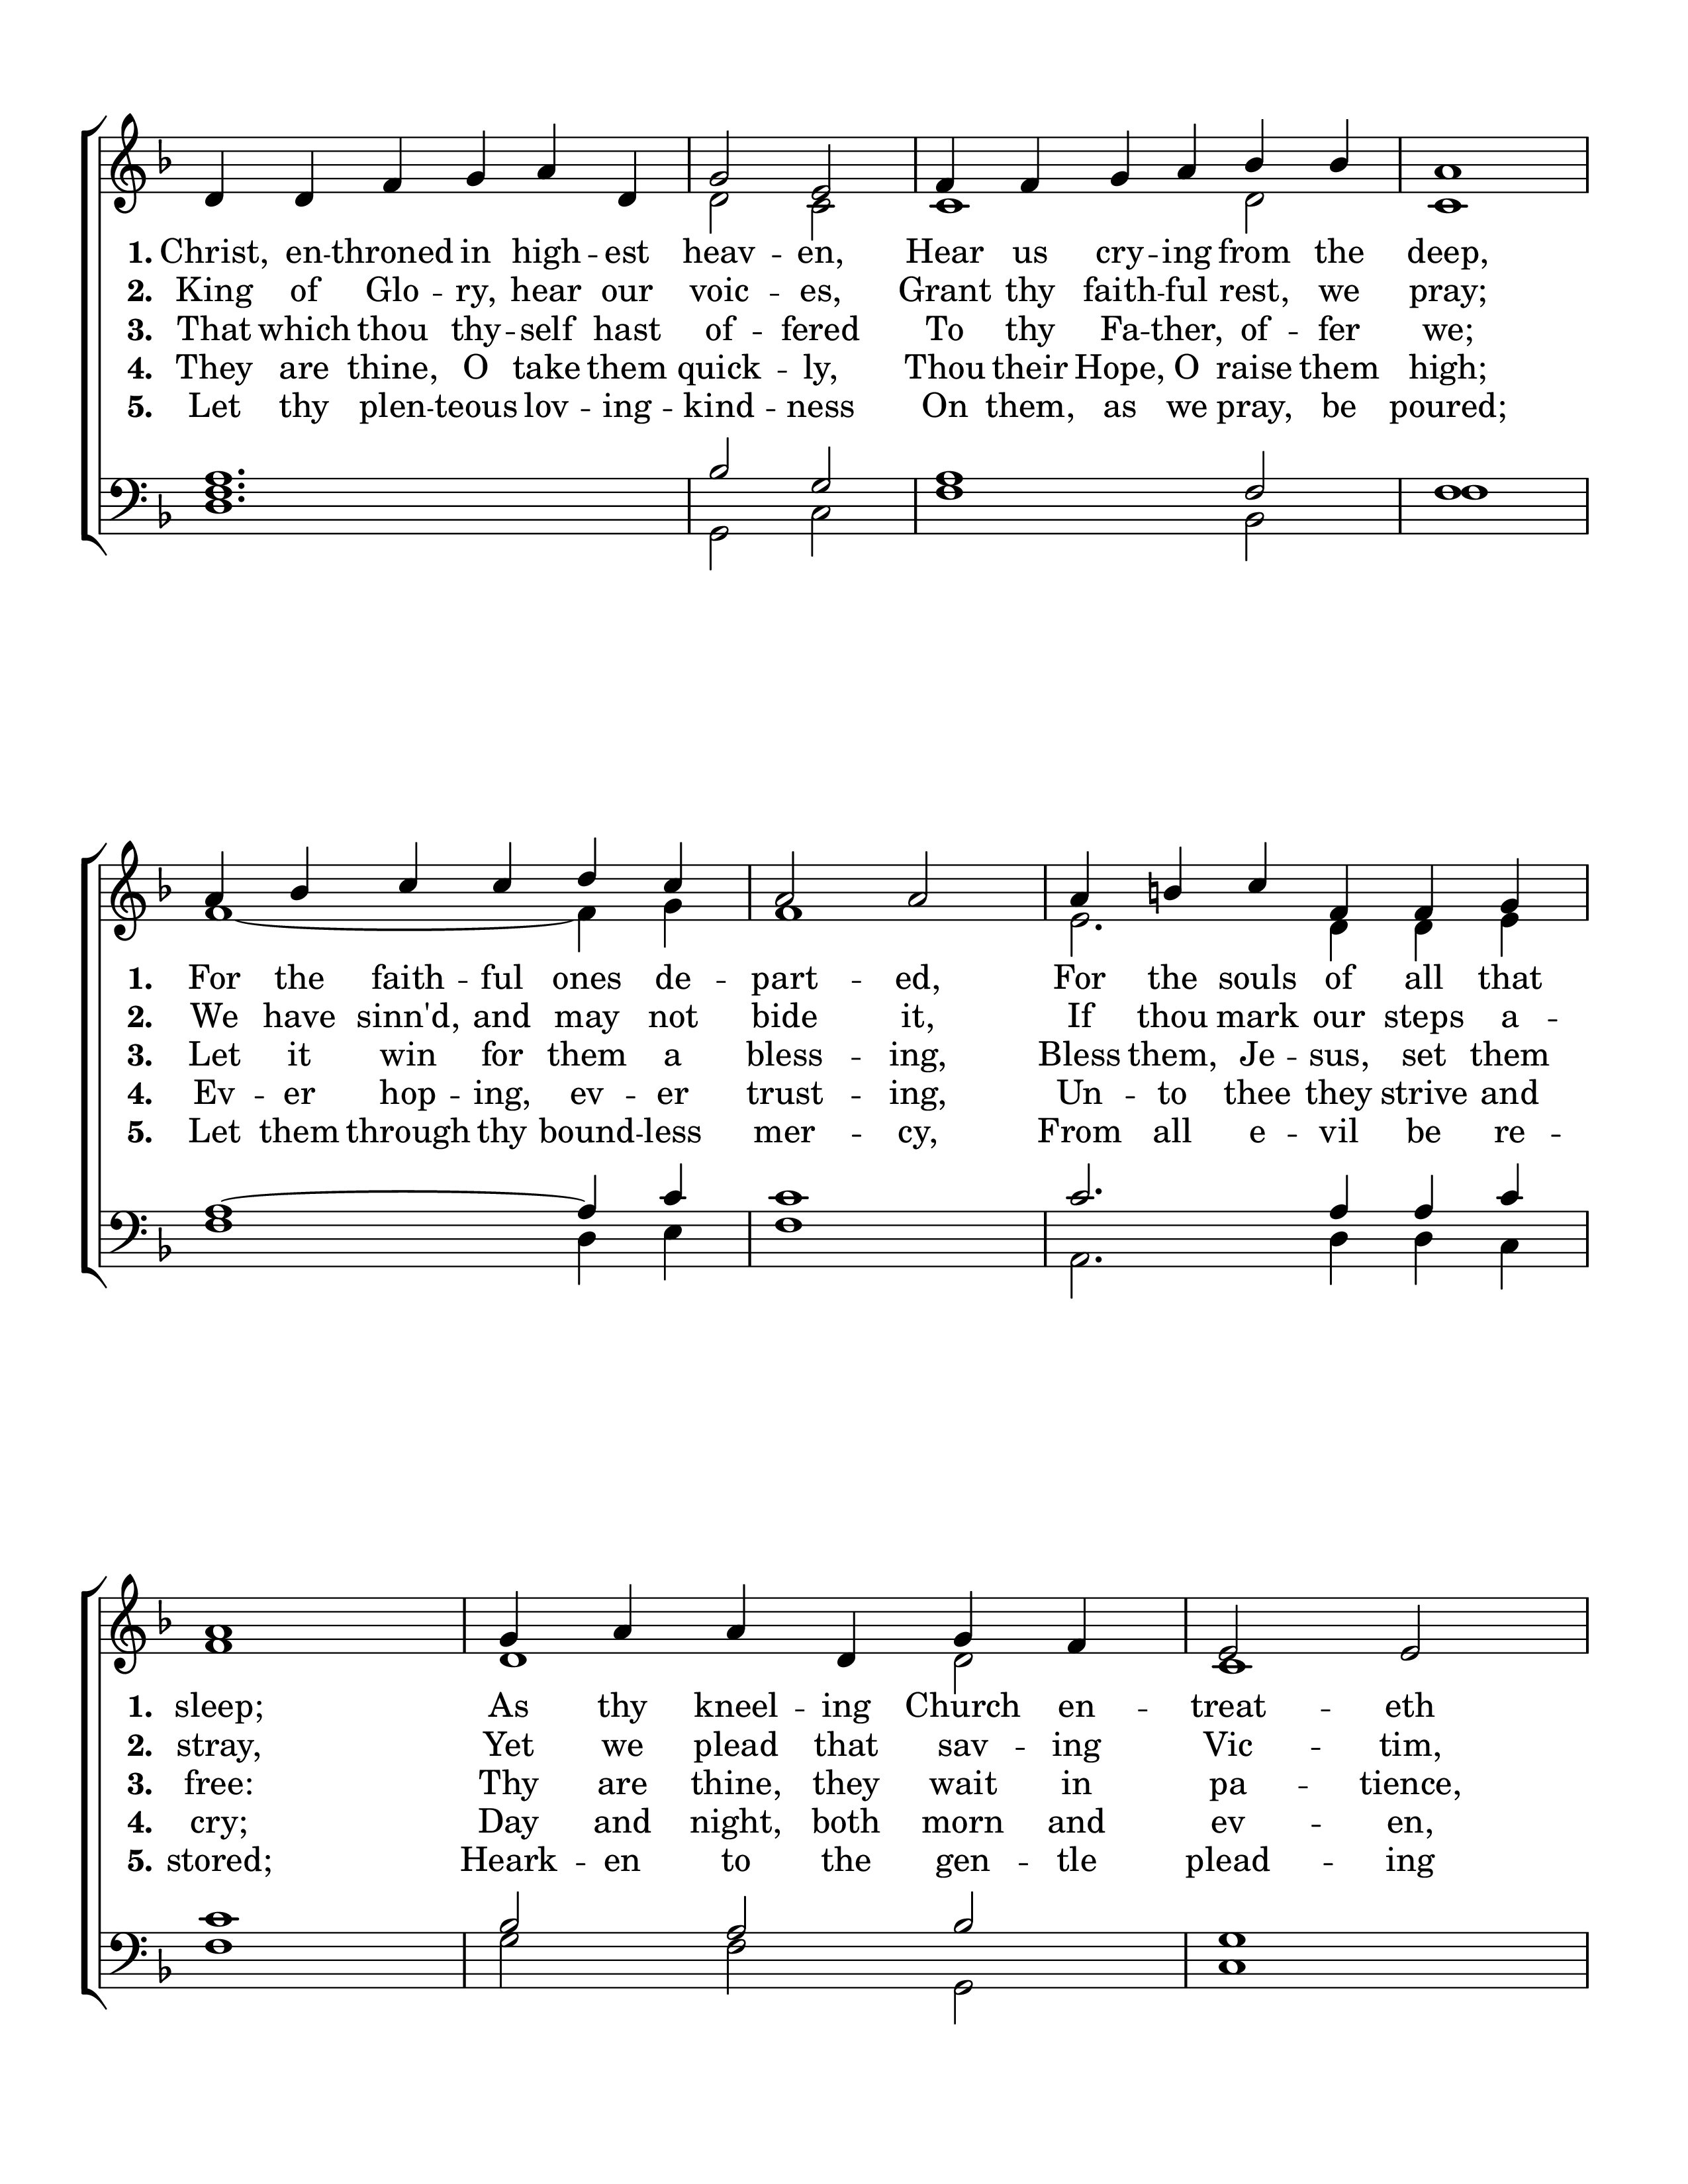 1. Christ, en -- throned in high -- est heav -- en, Hear us cry -- ing from the deep,
2. King of Glo -- ry, hear our voic -- es, Grant thy faith -- ful rest, we pray;
3. That which thou thy -- self hast of -- fered To thy Fa -- ther, of -- fer we;
4. They are thine, O take them quick -- ly, Thou their Hope, O raise them high;
5. Let thy plen -- teous lov -- ing -- kind -- ness On them, as we pray, be poured;
1. For the faith -- ful ones de -- part -- ed, For the souls of all that
2. We have sinn'd, and may not bide it, If thou mark our steps a --
3. Let it win for them a bless -- ing, Bless them, Je -- sus, set them
4. Ev -- er hop -- ing, ev -- er trust -- ing, Un -- to thee they strive and
5. Let them through thy bound -- less mer -- cy, From all e -- vil be re --
1. sleep; As thy kneel -- ing Church en -- treat -- eth
2. stray, Yet we plead that sav -- ing Vic -- tim,
3. free: Thy are thine, they wait in pa -- tience,
4. cry; Day and night, both morn and ev -- en,
5. stored; Heark -- en to the gen -- tle plead -- ing